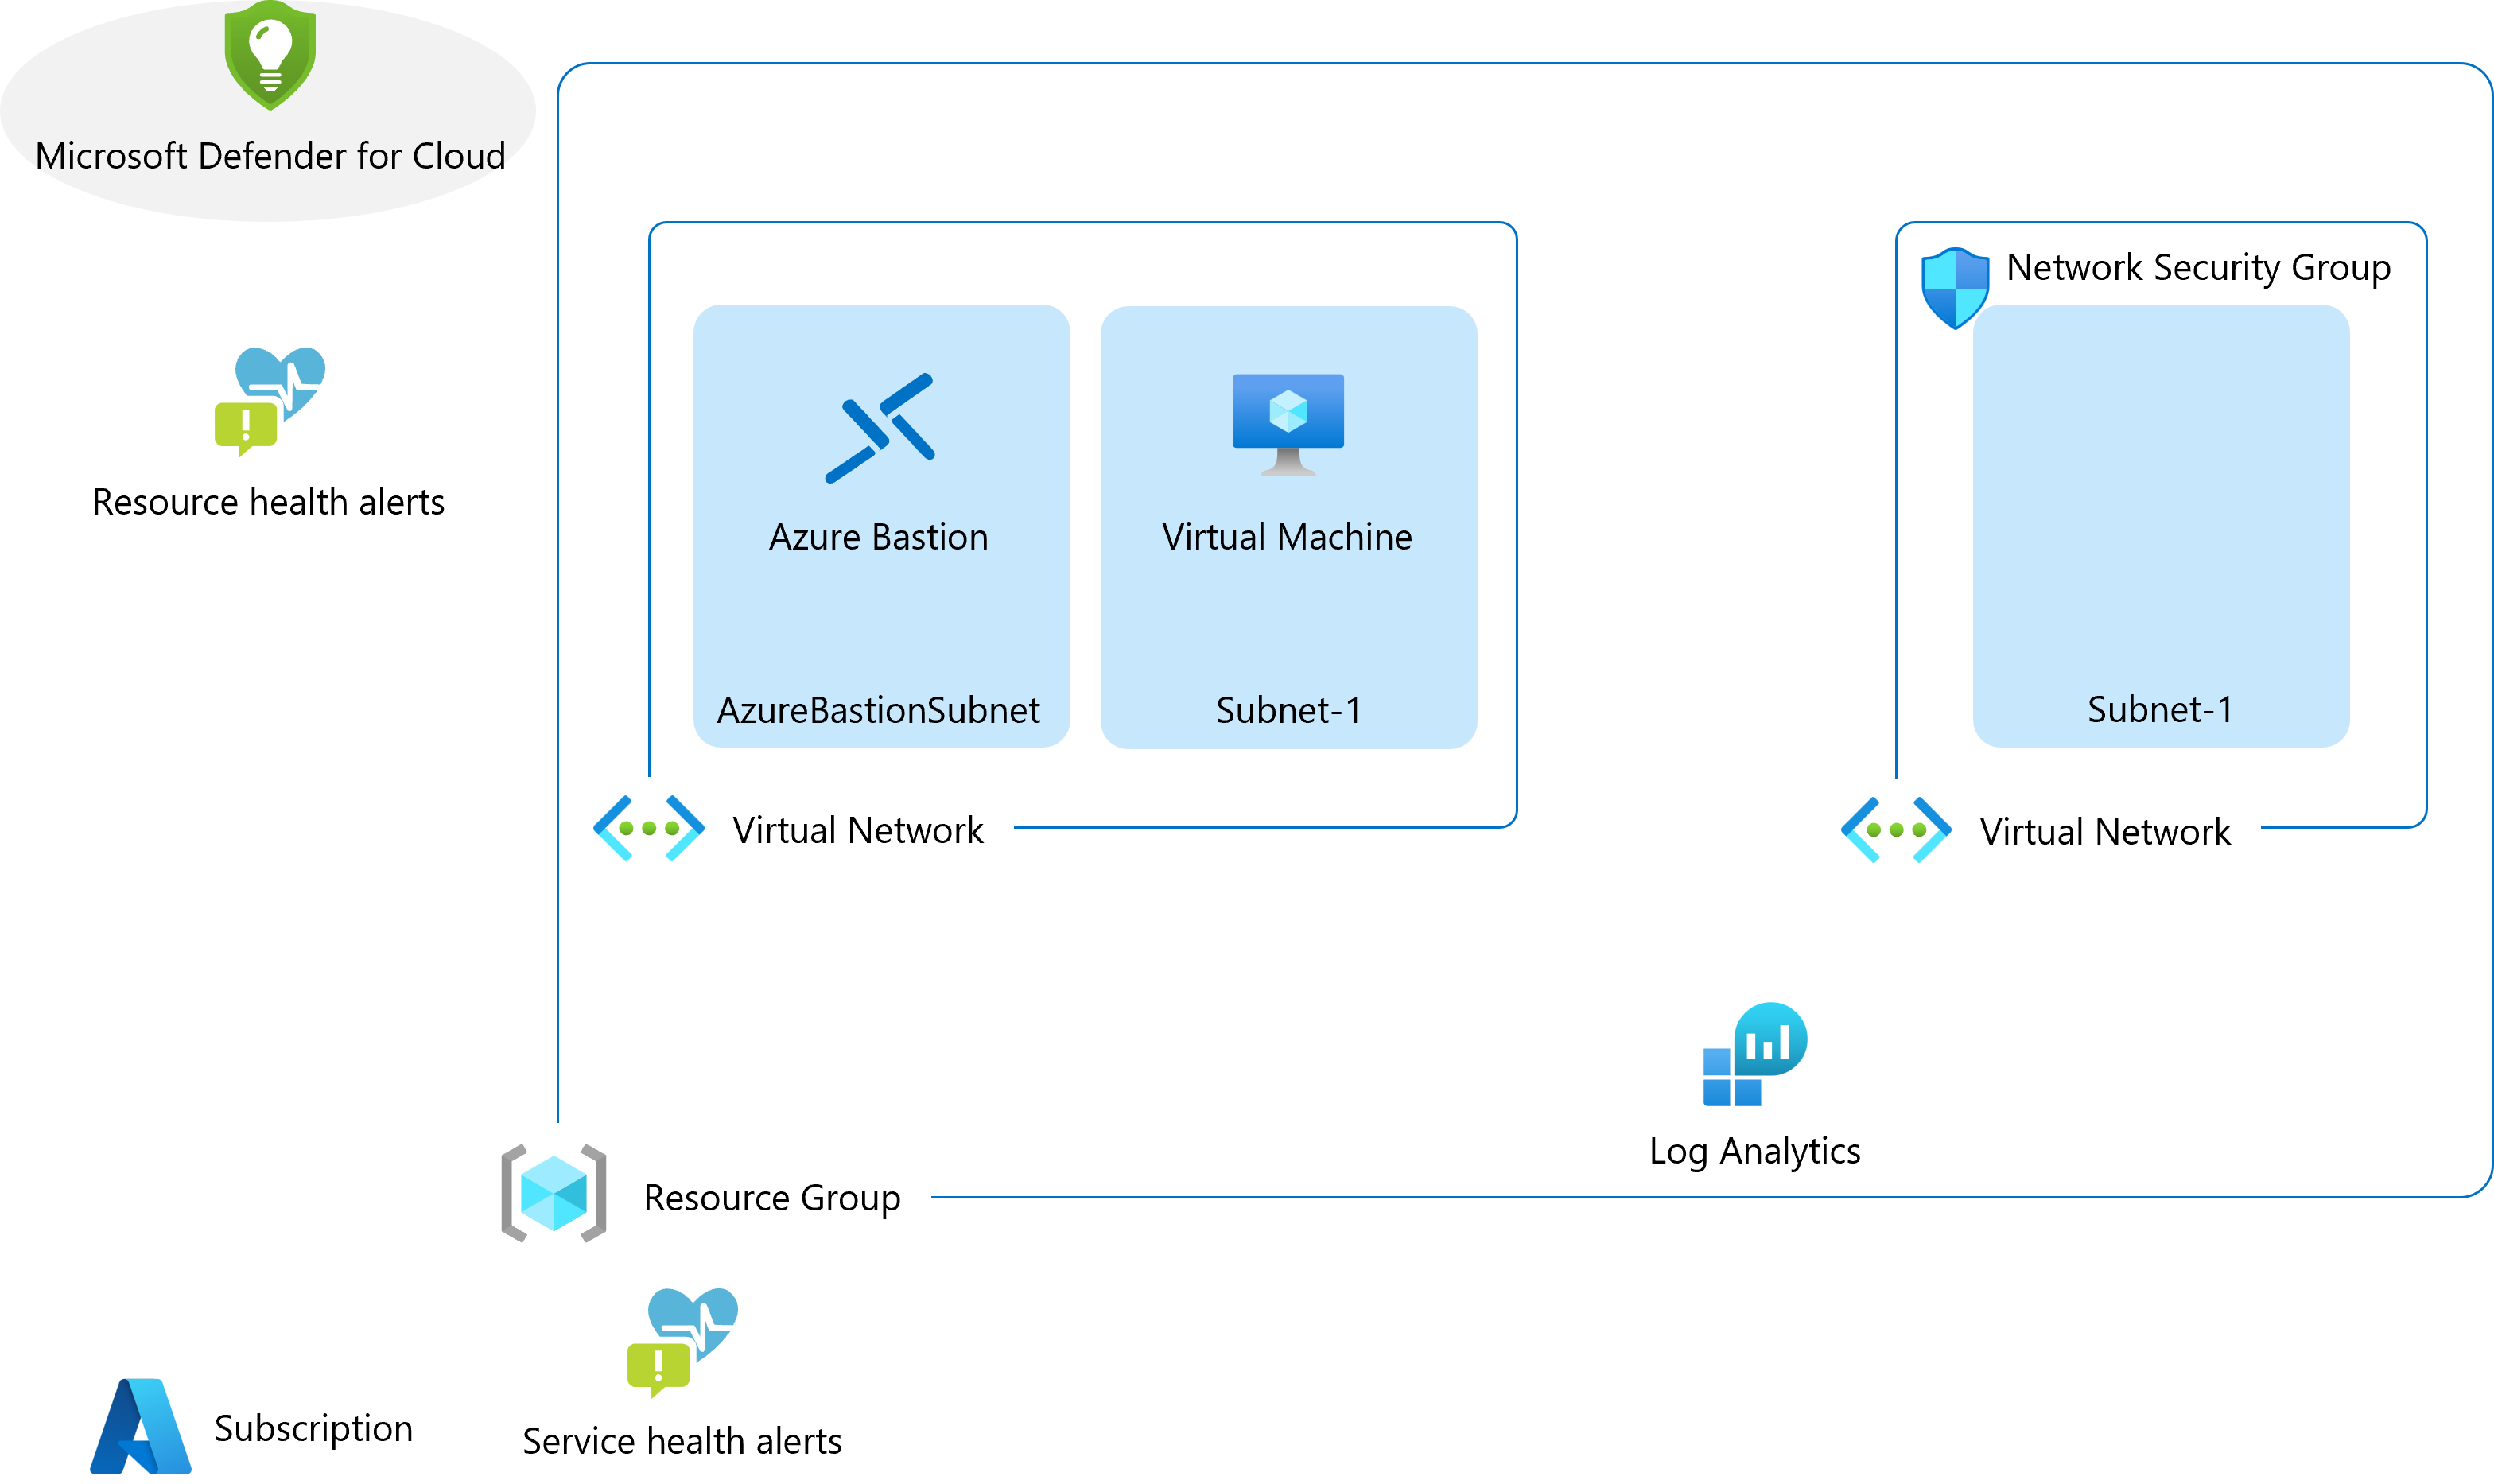 Microsoft Defender for Cloud
Network Security Group
Resource health alerts
Azure Bastion
Virtual Machine
AzureBastionSubnet
Subnet-1
Subnet-1
Virtual Network
Virtual Network
Log Analytics
Resource Group
Subscription
Service health alerts